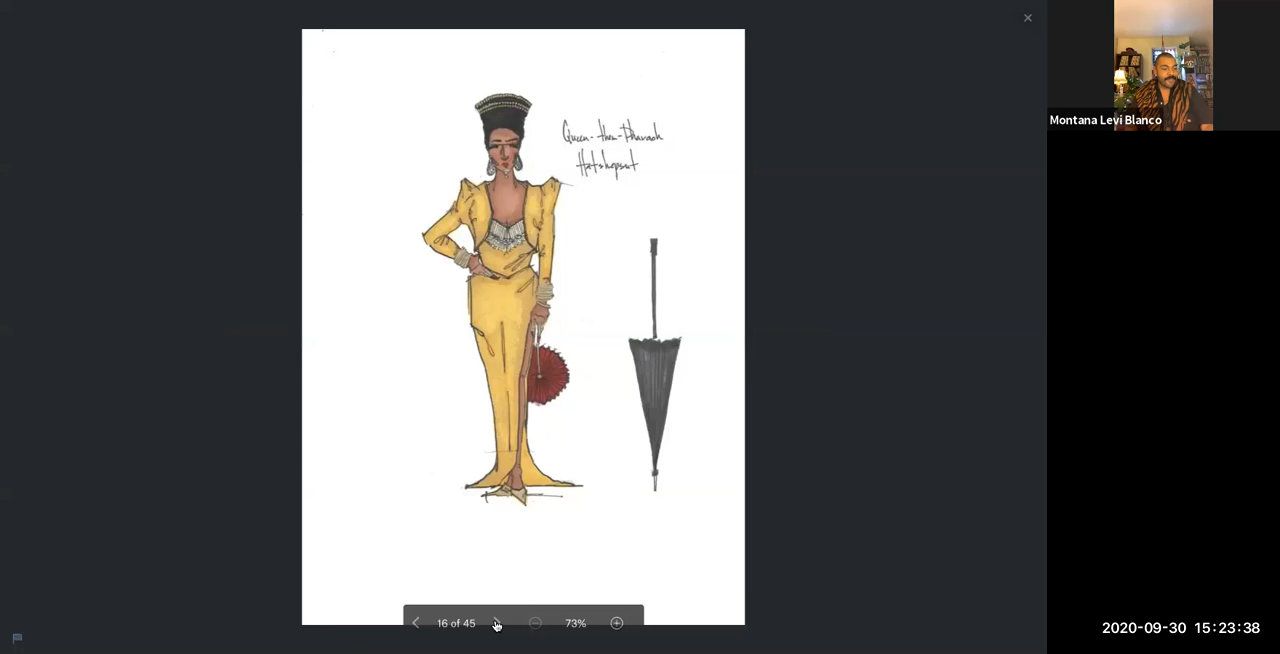 Queen-then-Pharaoh
Hatshepsut
Montana Levi Blanco
16 of 45
73%
2020-09-30 15:23:38